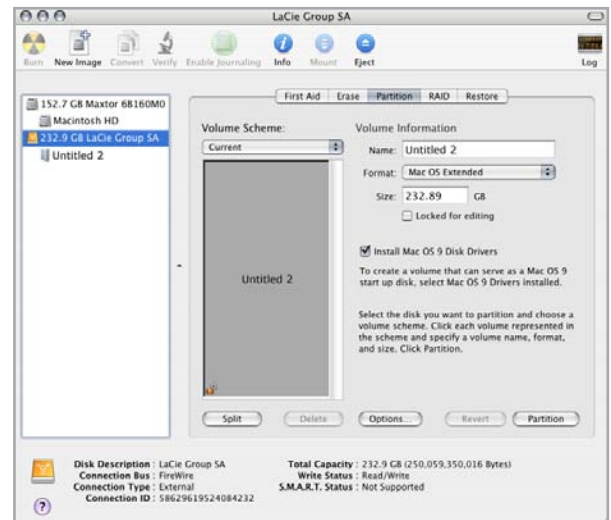 LaCie Group SA
Burn New Image Convert Verify Enable Journaling Info Mount Eject Log
152.7 GB Maxtor 6B160M0
Macintosh HD
232.9 GB LaCie Group SA
Untitled 2
First Aid Erase Partition RAID Restore
Volume Scheme:
Current
Untitled 2
Volume Information
Name: Untitled 2
Format: Mac OS Extended
Size: 232.89 GB
Locked for editing
Install Mac OS 9 Disk Drivers
To create a volume that can serve as a Mac OS 9
start up disk, select Mac OS 9 Drivers installed.
Select the disk you want to partition and choose a
volume scheme. Click each volume represented in
the scheme and specify a volume name, format,
and size. Click Partition.
Split Delete Options... Revert Partition
Disk Description : LaCie Group SA
Connection Bus : FireWire
Connection Type : External
Connection ID : 58629619524084232
Total Capacity : 232.9 GB (250,059,350,016 Bytes)
Write Status : Read/Write
S.M.A.R.T. Status : Not Supported
?